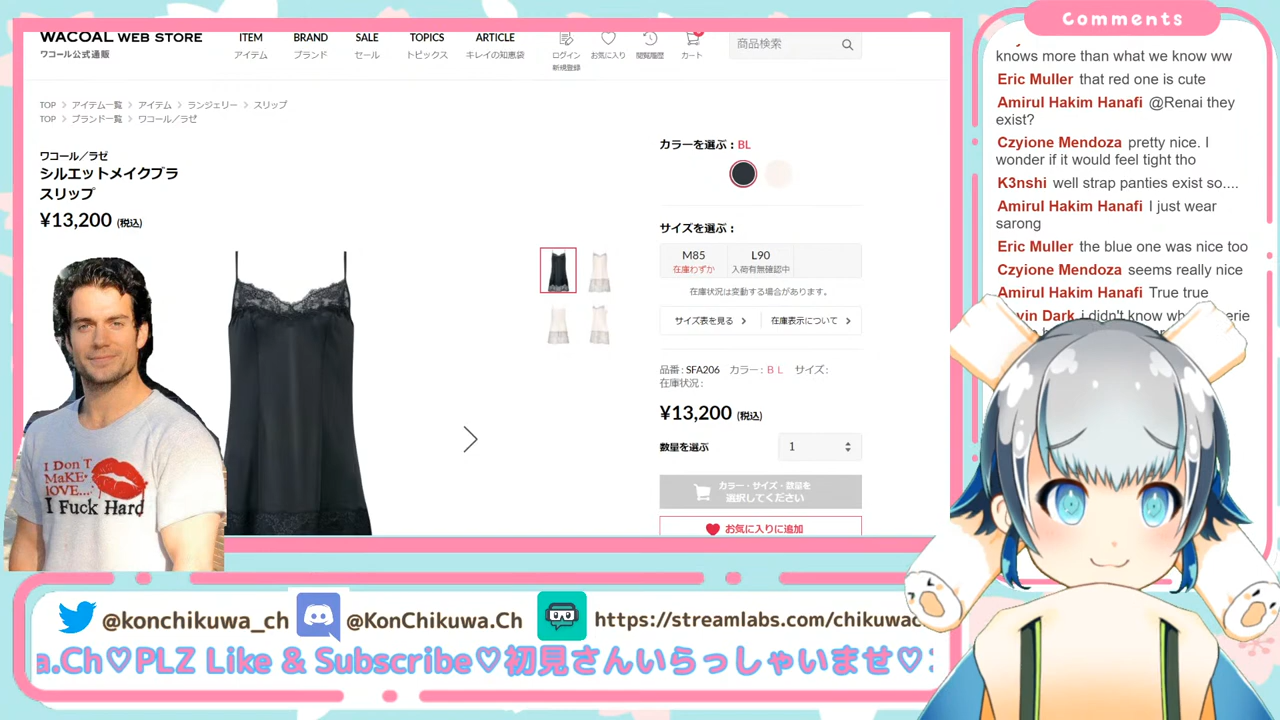 WACOAL WEB STORE
ワコール公式通販
ITEM
アイテム
BRAND
ブランド
SALE
セール
TOPICS
トピックス
ARTICLE
キレイの知恵袋
ログイン
新規登録
お気に入り
閲覧履歴
カート
商品検索
TOP > アイテム一覧 > アイテム > ランジェリー > スリップ
TOP > ブランド一覧 > ワコール／ラゼ
ワコール／ラゼ
シルエットメイクブラ
スリップ
¥13,200 (税込)
カラーを選ぶ : BL
サイズを選ぶ :
M85
在庫わずか
L90
入荷有無確認中
在庫状況は変動する場合があります。
サイズ表を見る
在庫表示について
品番 : SFA206 カラー : BL サイズ :
在庫状況 :
¥13,200 (税込)
数量を選ぶ
1
カラー・サイズ・数量を
選択してください
お気に入りに追加
I DON'T
MaKE
LOVE....
I Fuck Hard
Comments
knows more than what we know ww
Eric Muller that red one is cute
Amirul Hakim Hanafi @Renai they
exist?
Czyione Mendoza pretty nice. I
wonder if it would feel tight tho
K3nshi well strap panties exist so....
Amirul Hakim Hanafi I just wear
sarong
Eric Muller the blue one was nice too
Czyione Mendoza seems really nice
Amirul Hakim Hanafi True true
Dark i didn't know
@konchikuwa_ch
@KonChikuwa.Ch
https://streamlabs.com/chikuwac
a.Ch♡PLZ Like & Subscribe♡初見さんいらっしゃいませ♡